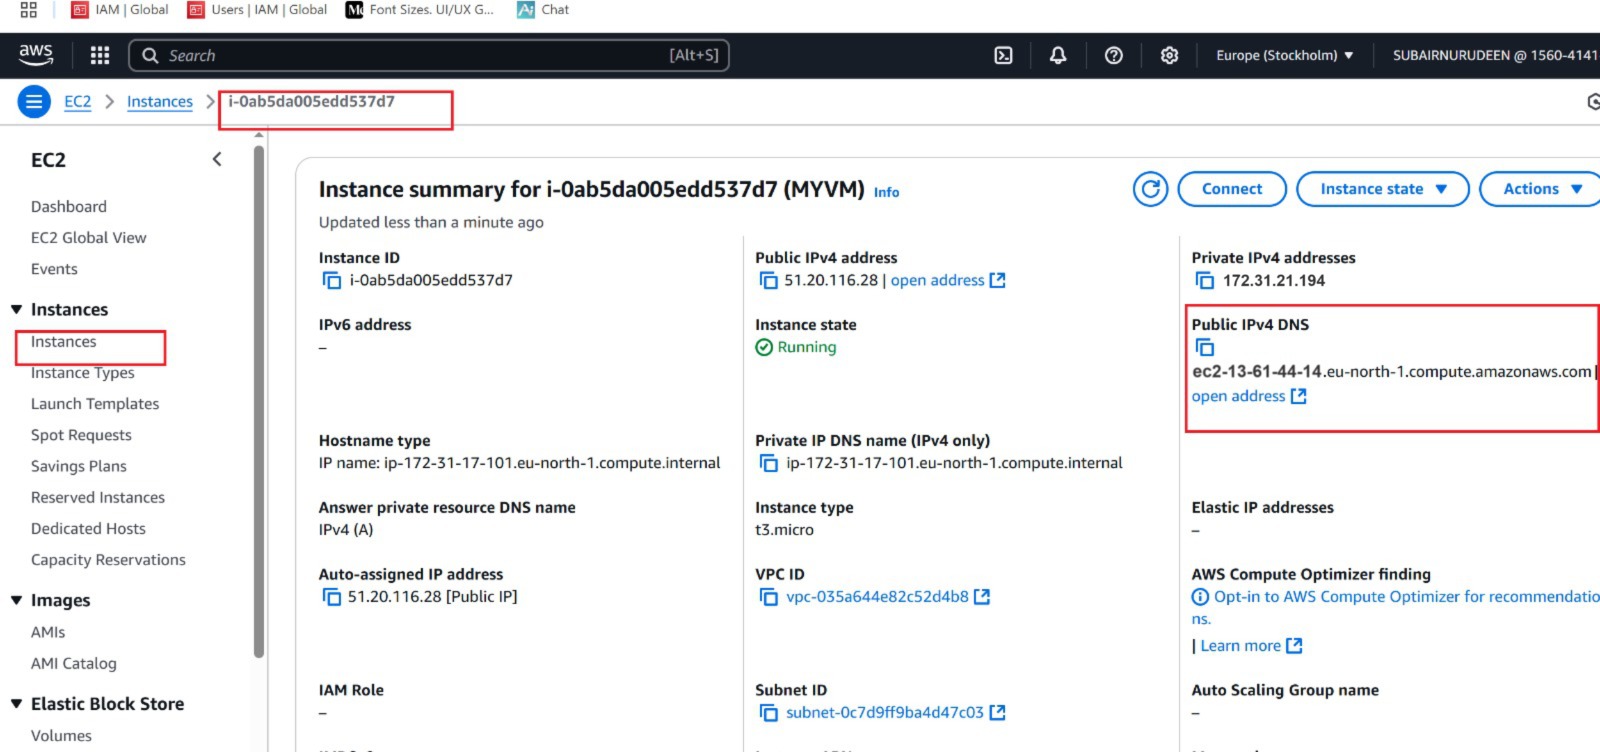 IAM | Global
Users | IAM | Global
Font Sizes. UI/UX G...
Chat
aws
Search
[Alt+S]
Europe (Stockholm)
SUBAIRNURUDEEN @ 1560-4141
EC2
Instances
i-0ab5da005edd537d7
EC2
Dashboard
EC2 Global View
Events
Instances
Instances
Instance Types
Launch Templates
Spot Requests
Savings Plans
Reserved Instances
Dedicated Hosts
Capacity Reservations
Images
AMIs
AMI Catalog
Elastic Block Store
Volumes
Instance summary for i-0ab5da005edd537d7 (MYVM) Info
Updated less than a minute ago
Connect
Instance state
Actions
Instance ID
i-0ab5da005edd537d7
Public IPv4 address
51.20.116.28 | open address
Private IPv4 addresses
172.31.21.194
IPv6 address
–
Instance state
Running
Public IPv4 DNS
ec2-13-61-44-14.eu-north-1.compute.amazonaws.com |
open address
Hostname type
IP name: ip-172-31-17-101.eu-north-1.compute.internal
Private IP DNS name (IPv4 only)
ip-172-31-17-101.eu-north-1.compute.internal
Answer private resource DNS name
IPv4 (A)
Instance type
t3.micro
Elastic IP addresses
–
Auto-assigned IP address
51.20.116.28 [Public IP]
VPC ID
vpc-035a644e82c52d4b8
AWS Compute Optimizer finding
Opt-in to AWS Compute Optimizer for recommendatio
ns.
| Learn more
IAM Role
–
Subnet ID
subnet-0c7d9ff9ba4d47c03
Auto Scaling Group name
–